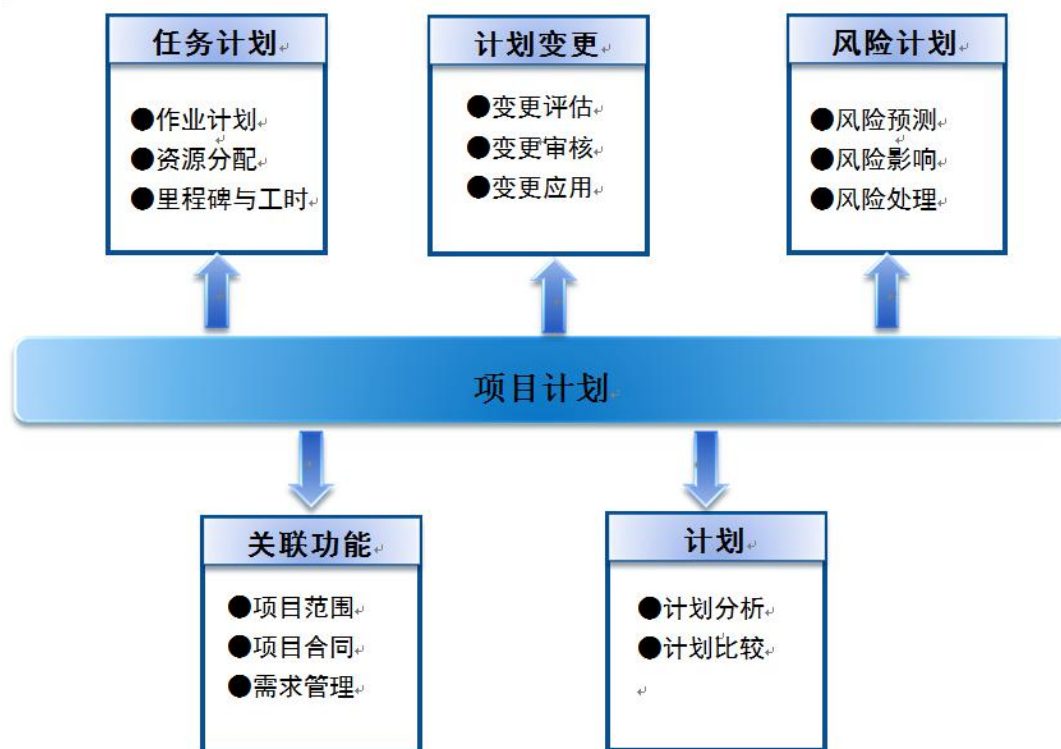 任务计划
●作业计划
●资源分配
●里程碑与工时
计划变更
●变更评估
●变更审核
●变更应用
风险计划
●风险预测
●风险影响
●风险处理
项目计划
关联功能
●项目范围
●项目合同
●需求管理
计划
●计划分析
●计划比较